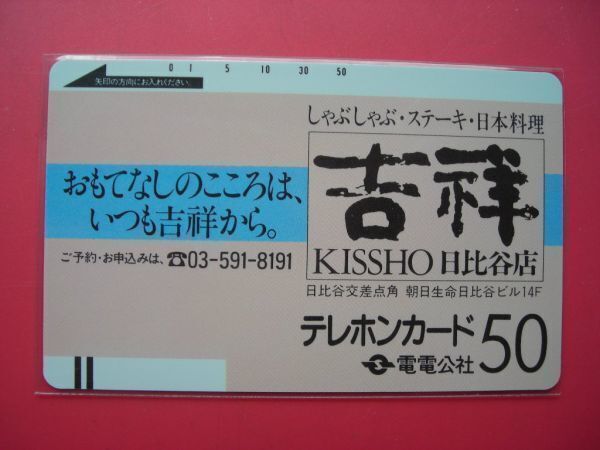 0 1 5 10 30 50
矢印の方向にお入れください
しゃぶしゃぶ・ステーキ・日本料理
吉祥
KISSHO 日比谷店
おもてなしのこころは、
いつも吉祥から。
ご予約・お申込みは、☎03-591-8191
日比谷交差点角 朝日生命日比谷ビル14F
テレホンカード50
電電公社